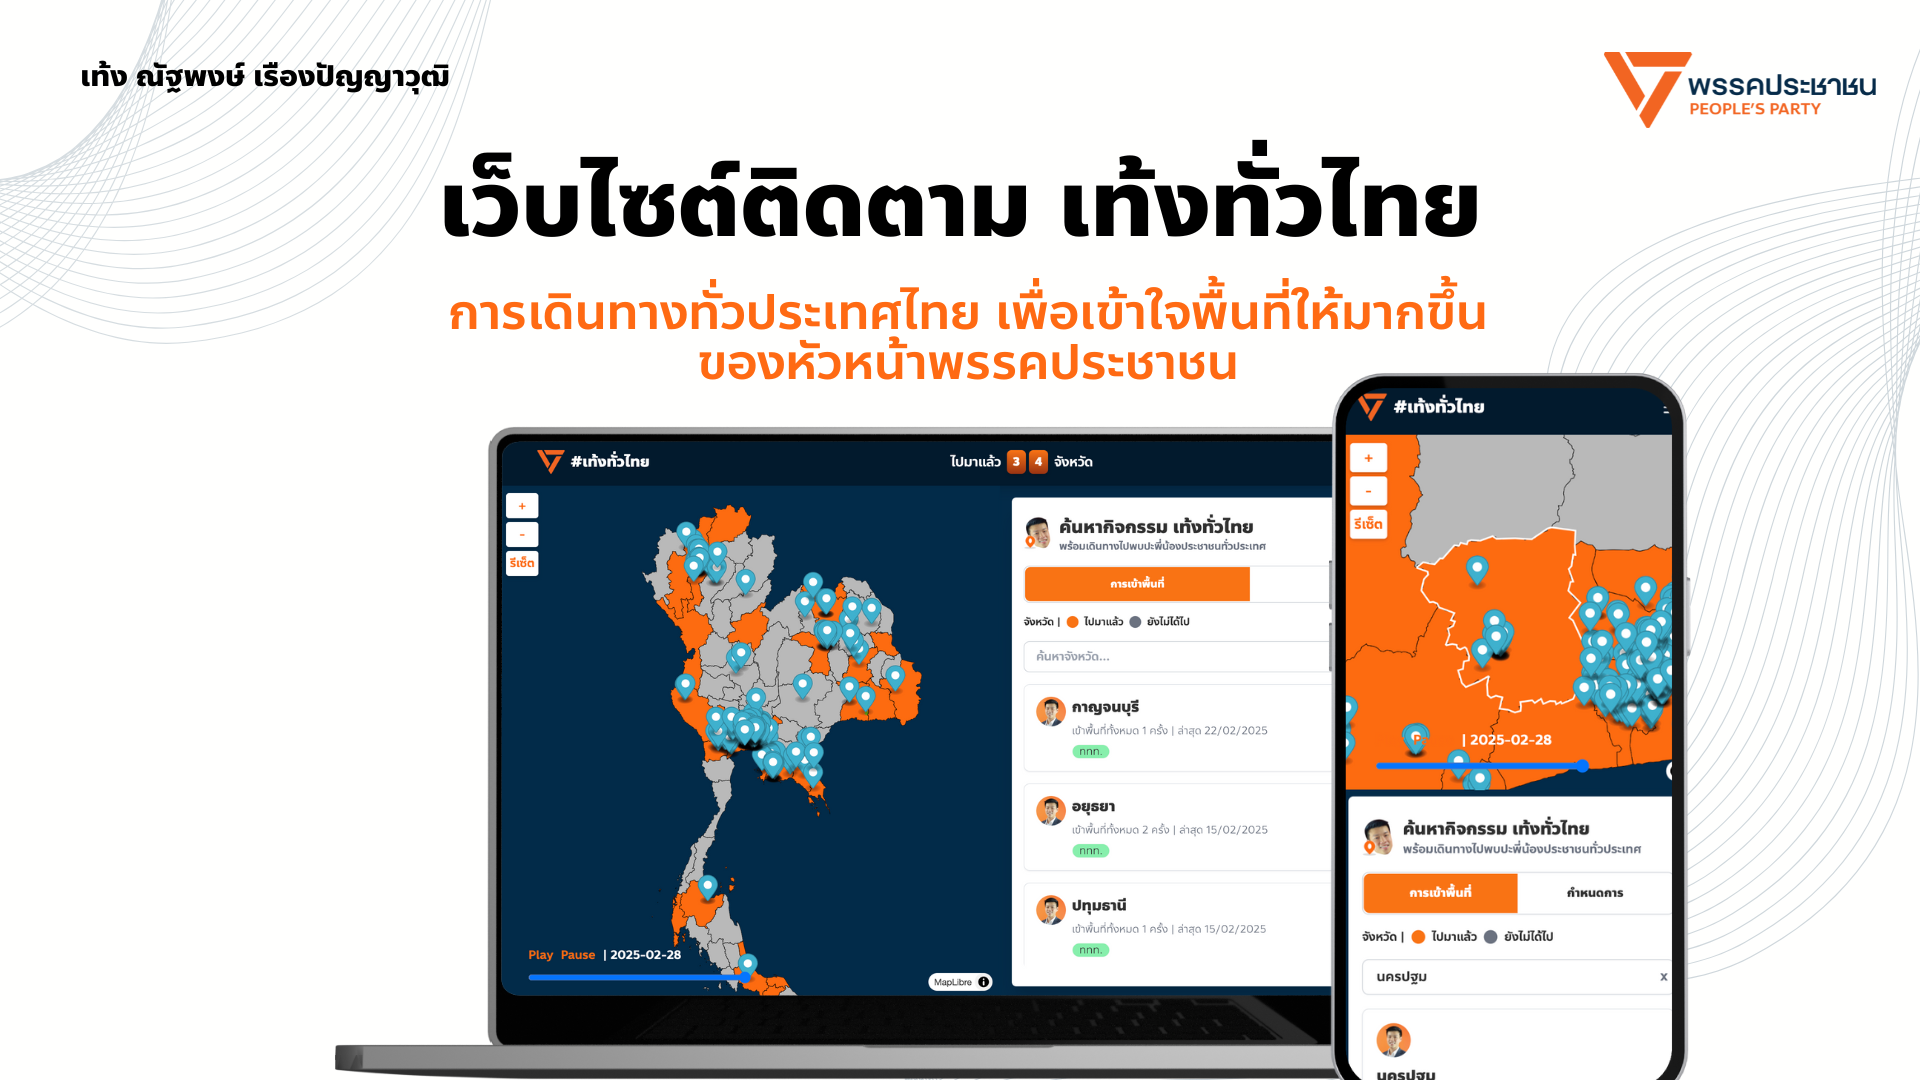 เท้ง ณัฐพงษ์ เรืองปัญญาวุฒิ
พรรคประชาชน
PEOPLE'S PARTY
เว็บไซต์ติดตาม เท้งทั่วไทย
การเดินทางทั่วประเทศไทย เพื่อเข้าใจพื้นที่ให้มากขึ้น
ของหัวหน้าพรรคประชาชน
#เท้งทั่วไทย
ไปมาแล้ว 3 4 จังหวัด
+
-
รีเซ็ต
ค้นหากิจกรรม เท้งทั่วไทย
พร้อมเดินทางไปพบปะพี่น้องประชาชนทั่วประเทศ
การเข้าพื้นที่
จังหวัด | ไปมาแล้ว ยังไม่ได้ไป
ค้นหาจังหวัด...
กาญจนบุรี
เข้าพื้นที่ทั้งหมด 1 ครั้ง | ล่าสุด 22/02/2025
กกก.
อยุธยา
เข้าพื้นที่ทั้งหมด 2 ครั้ง | ล่าสุด 15/02/2025
กกก.
ปทุมธานี
เข้าพื้นที่ทั้งหมด 1 ครั้ง | ล่าสุด 15/02/2025
กกก.
Play Pause | 2025-02-28
MapLibre
#เท้งทั่วไทย
+
-
รีเซ็ต
| 2025-02-28
ค้นหากิจกรรม เท้งทั่วไทย
พร้อมเดินทางไปพบปะพี่น้องประชาชนทั่วประเทศ
การเข้าพื้นที่
กำหนดการ
จังหวัด | ไปมาแล้ว ยังไม่ได้ไป
นครปฐม x
นครปฐม